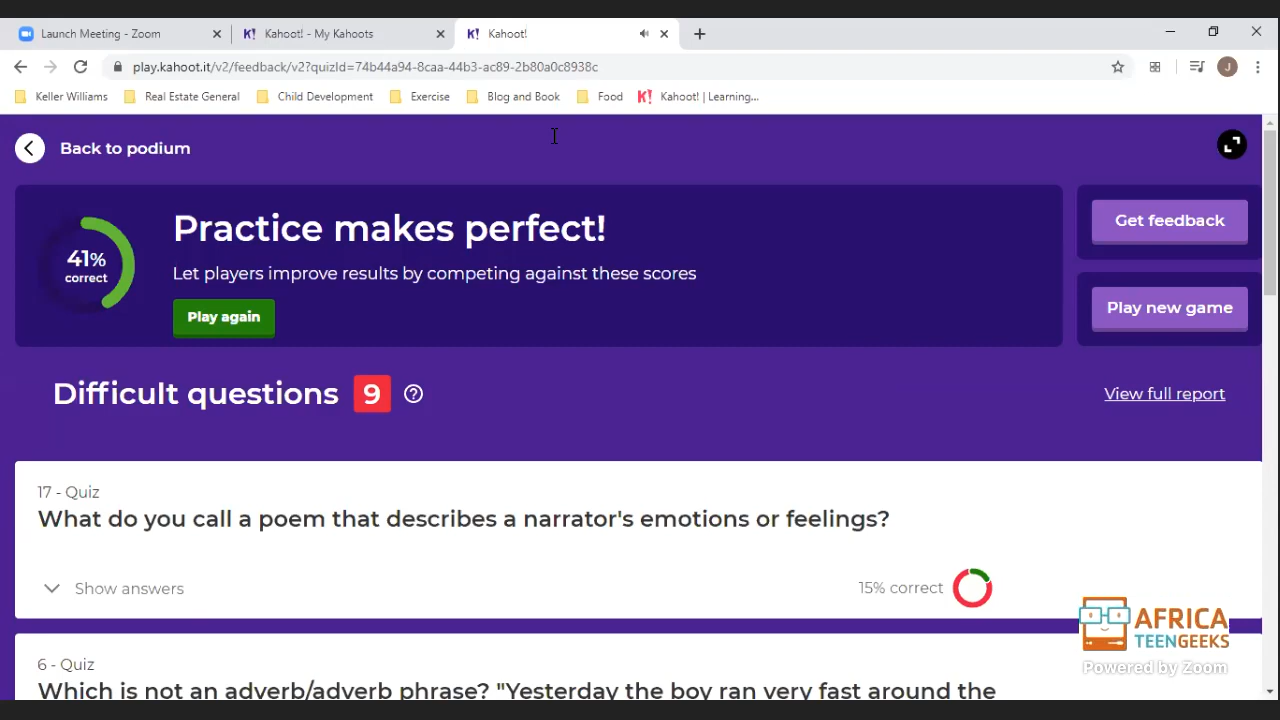 Launch Meeting - Zoom
K! Kahoot! - My Kahoots
K! Kahoot!
play.kahoot.it/v2/feedback/v2?quizId=74b44a94-8caa-44b3-ac89-2b80a0c8938c
J
Keller Williams
Real Estate General
Child Development
Exercise
Blog and Book
Food
K! Kahoot! | Learning...
Back to podium
41%
correct
Practice makes perfect!
Let players improve results by competing against these scores
Play again
Get feedback
Play new game
Difficult questions 9 ?
View full report
17 - Quiz
What do you call a poem that describes a narrator's emotions or feelings?
Show answers
15% correct
AFRICA
TEENGEEKS
Powered by Zoom
6 - Quiz
Which is not an adverb/adverb phrase? "Yesterday the boy ran very fast around the